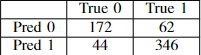 True 0 True 1
Pred 0 172 62
Pred 1 44 346